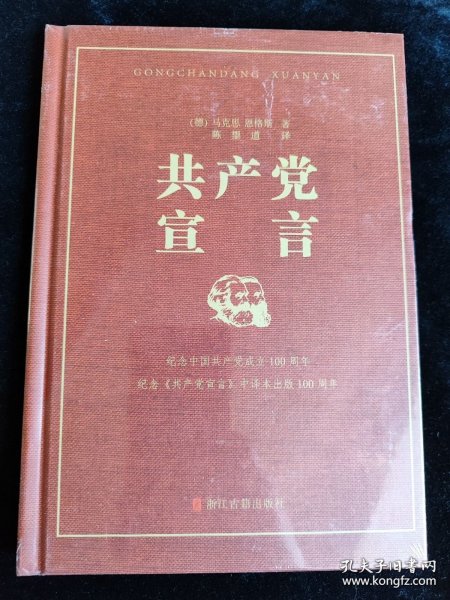 GONGCHANDANG XUANYAN
(德)马克思 恩格斯 著
陈望道 译
共产党
宣言
纪念中国共产党成立100周年
纪念《共产党宣言》中译本出版100周年
浙江古籍出版社
孔夫子旧书网
www.kongfz.com